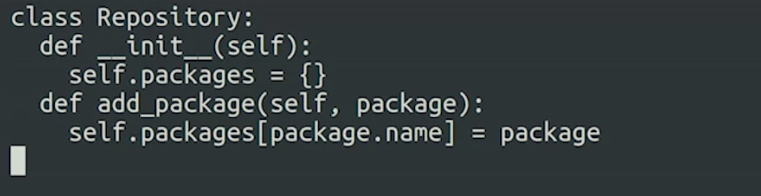 class Repository:
  def __init__(self):
    self.packages = {}
  def add_package(self, package):
    self.packages[package.name] = package